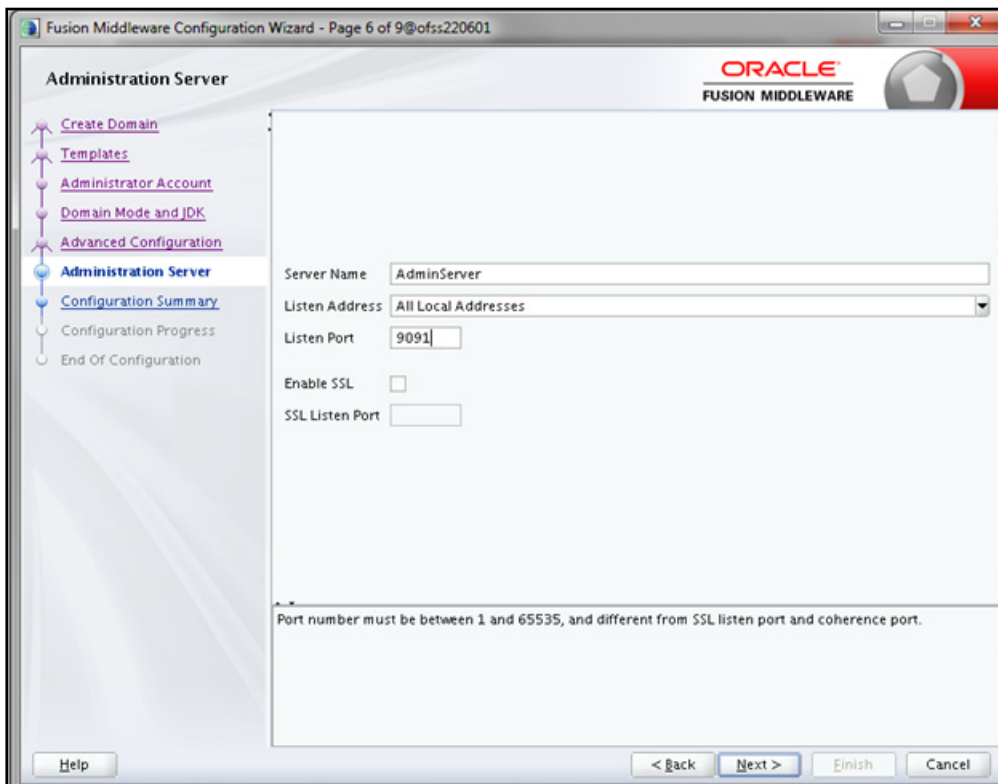 Fusion Middleware Configuration Wizard - Page 6 of 9@ofss220601
Administration Server
ORACLE
FUSION MIDDLEWARE
Create Domain
Templates
Administrator Account
Domain Mode and JDK
Advanced Configuration
Administration Server
Configuration Summary
Configuration Progress
End Of Configuration
Server Name AdminServer
Listen Address All Local Addresses
Listen Port 9091
Enable SSL
SSL Listen Port
Port number must be between 1 and 65535, and different from SSL listen port and coherence port.
Help < Back Next > Finish Cancel